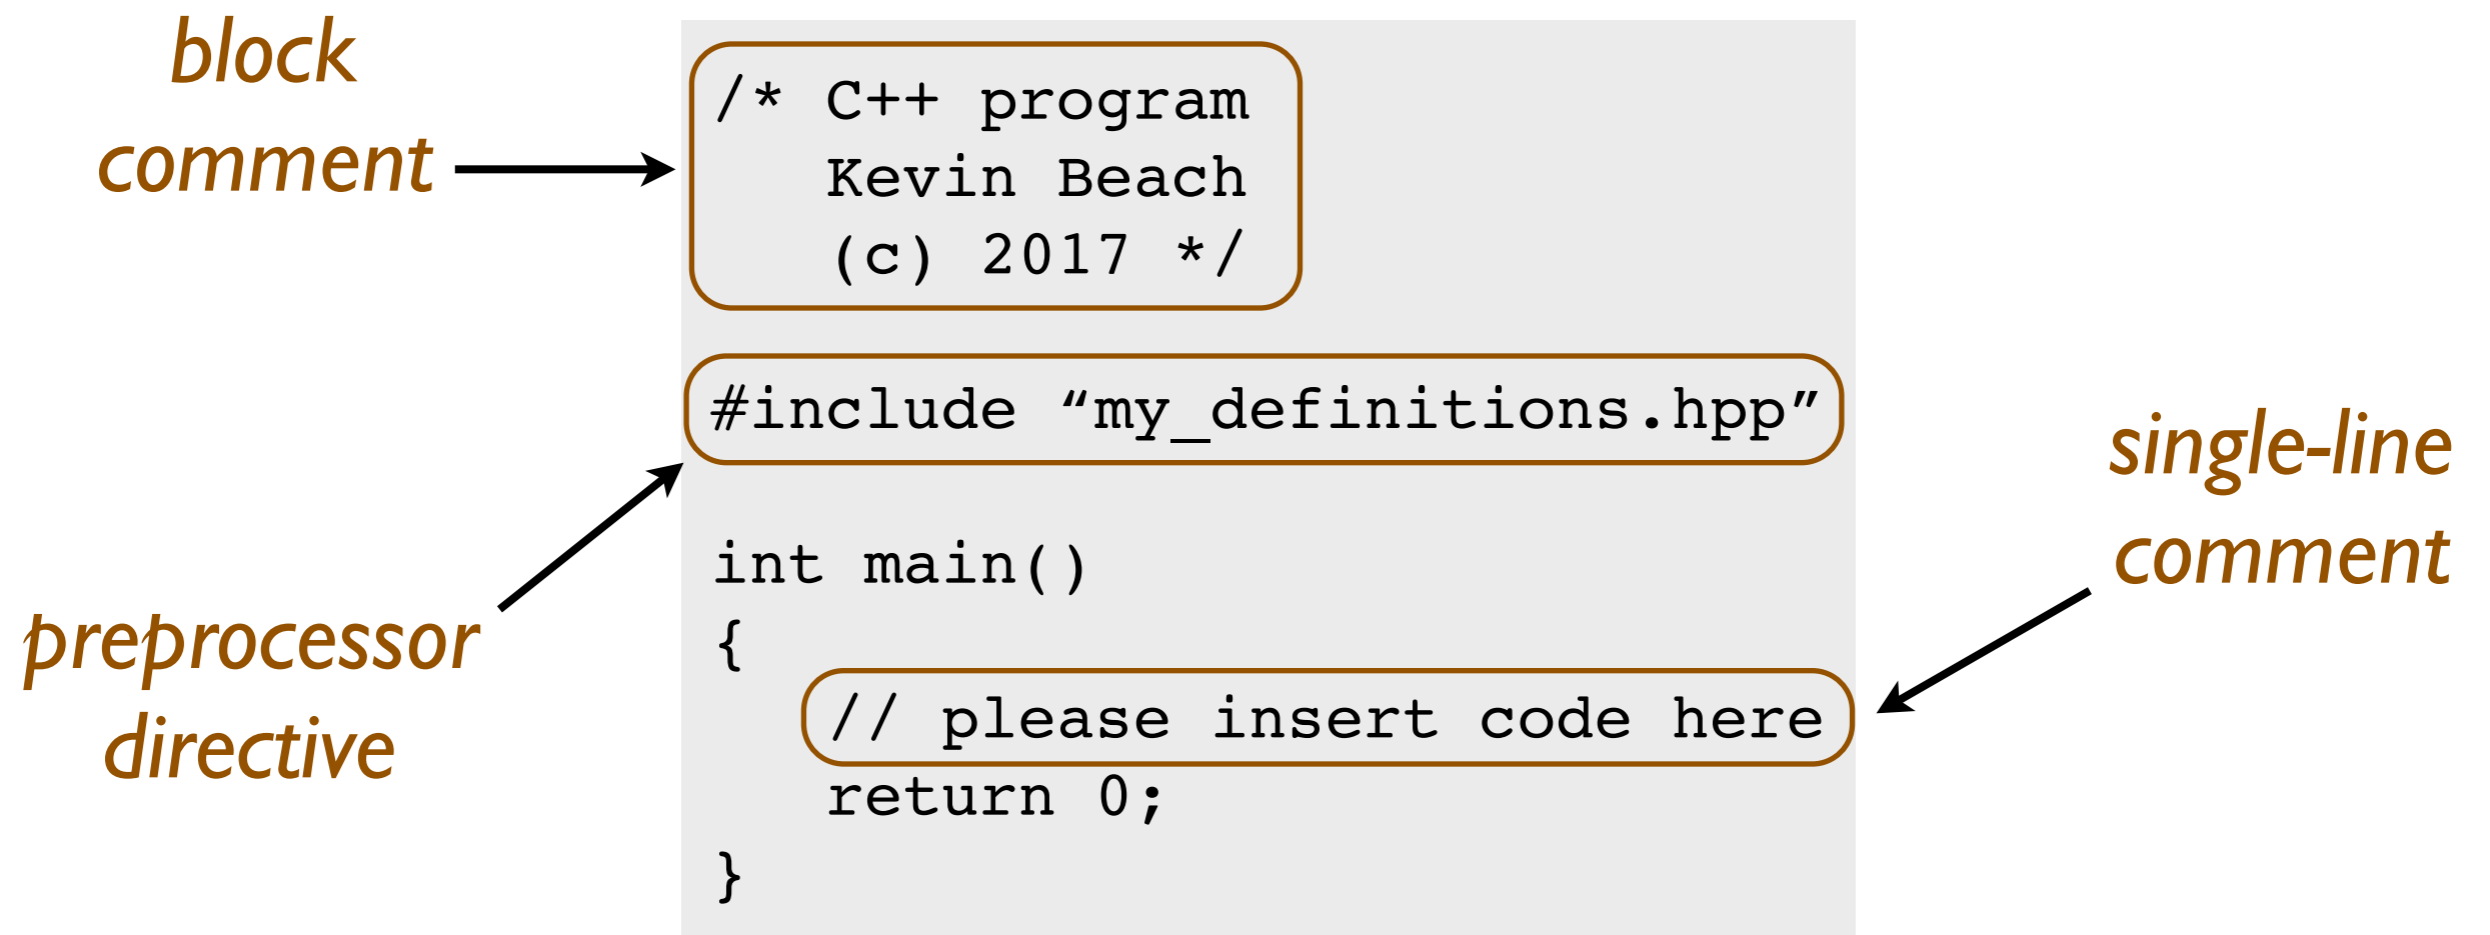 block
comment
/* C++ program
   Kevin Beach
   (c) 2017 */
#include “my_definitions.hpp”
single-line
comment
int main()
{
preprocessor
directive
   // please insert code here
   return 0;
}